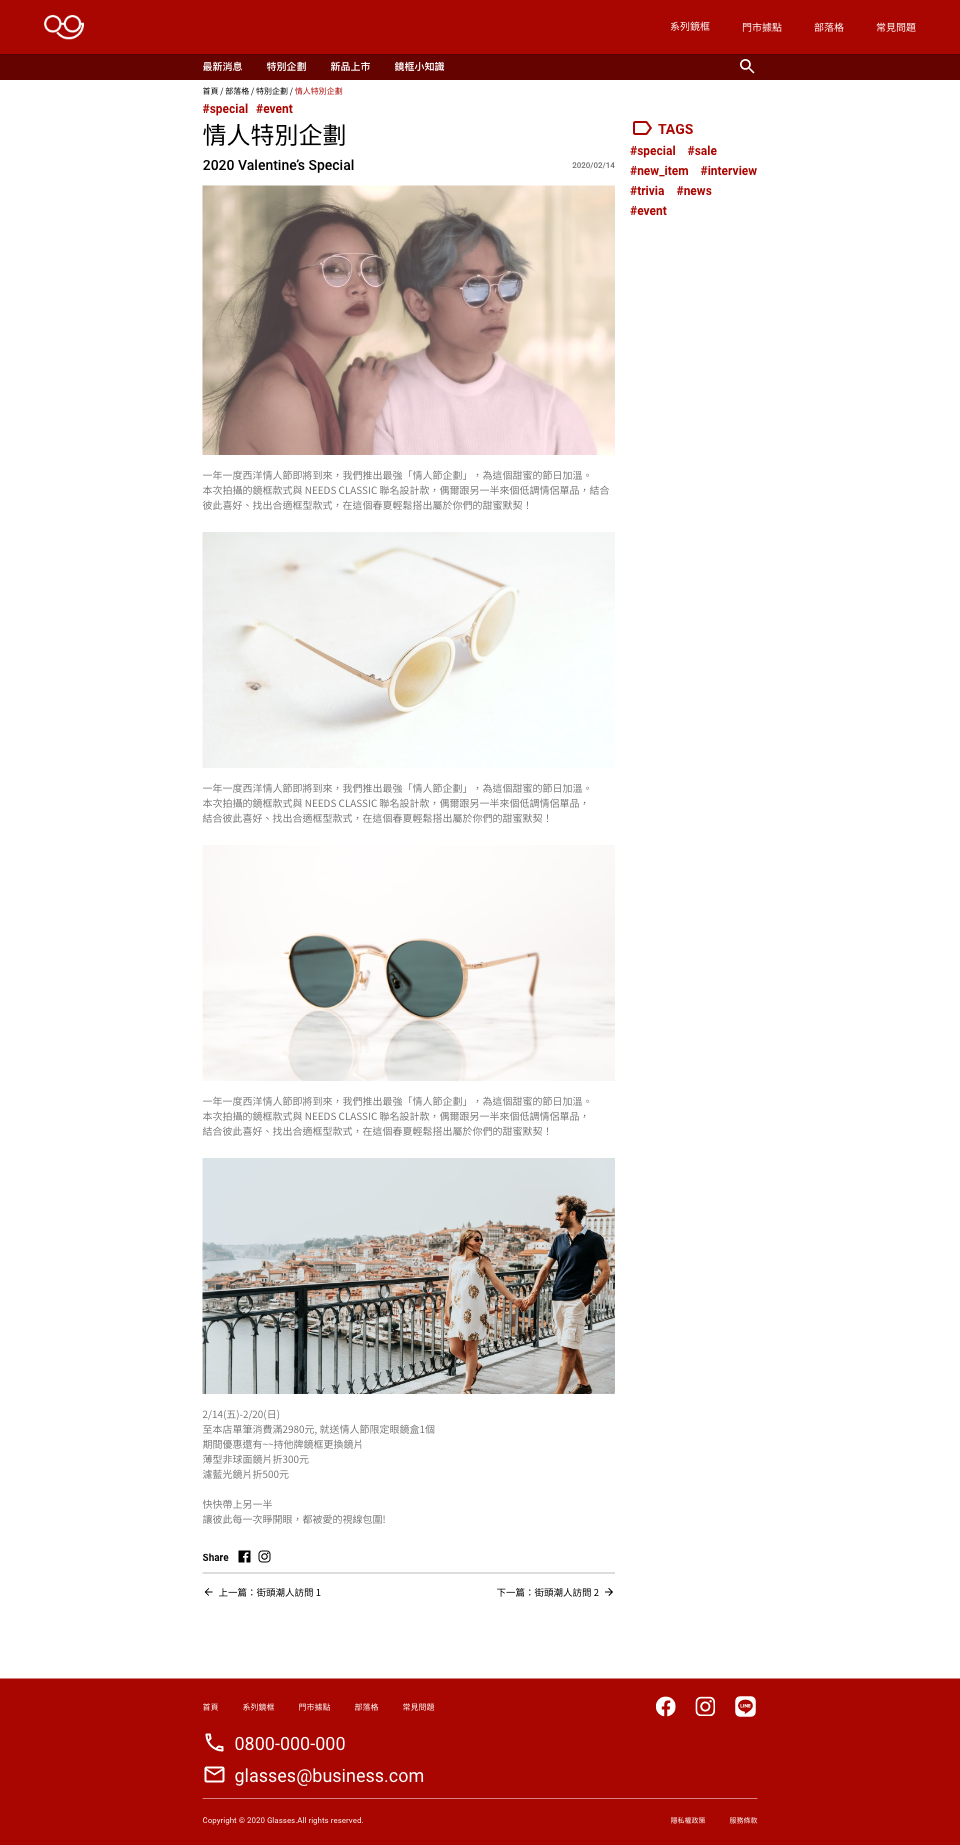 系列鏡框 門市據點 部落格 常見問題
最新消息 特別企劃 新品上市 鏡框小知識
首頁 / 部落格 / 特別企劃 / 情人特別企劃
#special #event
情人特別企劃
2020 Valentine's Special
2020/02/14
TAGS
#special #sale
#new_item #interview
#trivia #news
#event
一年一度西洋情人節即將到來，我們推出最強「情人節企劃」，為這個甜蜜的節日加溫。
本次拍攝的鏡框款式與 NEEDS CLASSIC 聯名設計款，偶爾跟另一半來個低調情侶單品，結合
彼此喜好、找出合適框型款式，在這個春夏輕鬆搭出屬於你們的甜蜜默契！
一年一度西洋情人節即將到來，我們推出最強「情人節企劃」，為這個甜蜜的節日加溫。
本次拍攝的鏡框款式與 NEEDS CLASSIC 聯名設計款，偶爾跟另一半來個低調情侶單品，
結合彼此喜好、找出合適框型款式，在這個春夏輕鬆搭出屬於你們的甜蜜默契！
一年一度西洋情人節即將到來，我們推出最強「情人節企劃」，為這個甜蜜的節日加溫。
本次拍攝的鏡框款式與 NEEDS CLASSIC 聯名設計款，偶爾跟另一半來個低調情侶單品，
結合彼此喜好、找出合適框型款式，在這個春夏輕鬆搭出屬於你們的甜蜜默契！
2/14(五)-2/20(日)
至本店單筆消費滿2980元, 就送情人節限定眼鏡盒1個
期間優惠還有~~持他牌鏡框更換鏡片
薄型非球面鏡片折300元
濾藍光鏡片折500元
快快帶上另一半
讓彼此每一次睜開眼，都被愛的視線包圍!
Share
上一篇：街頭潮人訪問 1
下一篇：街頭潮人訪問 2
首頁 系列鏡框 門市據點 部落格 常見問題
LINE
0800-000-000
glasses@business.com
Copyright © 2020 Glasses.All rights reserved.
隱私權政策 服務條款